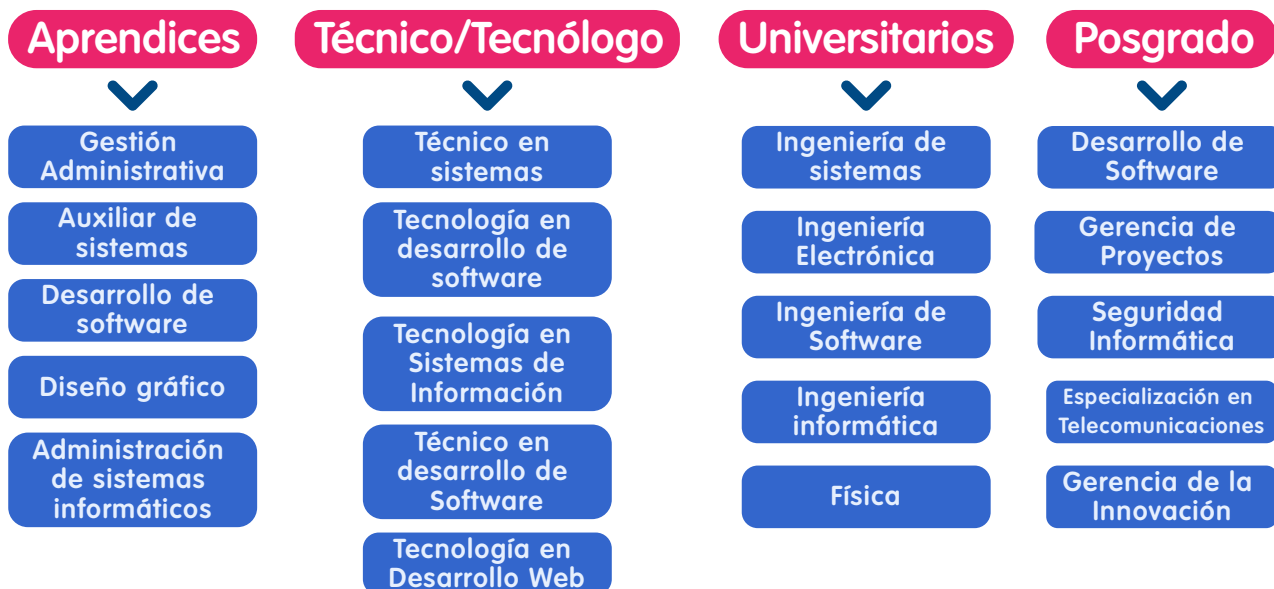 Aprendices
Gestión
Administrativa
Auxiliar de
sistemas
Desarrollo de
software
Diseño gráfico
Administración
de sistemas
informáticos
Técnico/Tecnólogo
Técnico en
sistemas
Tecnología en
desarrollo de
software
Tecnología en
Sistemas de
Información
Técnico en
desarrollo de
Software
Tecnología en
Desarrollo Web
Universitarios
Ingeniería de
sistemas
Ingeniería
Electrónica
Ingeniería de
Software
Ingeniería
informática
Física
Posgrado
Desarrollo de
Software
Gerencia de
Proyectos
Seguridad
Informática
Especialización en
Telecomunicaciones
Gerencia de la
Innovación